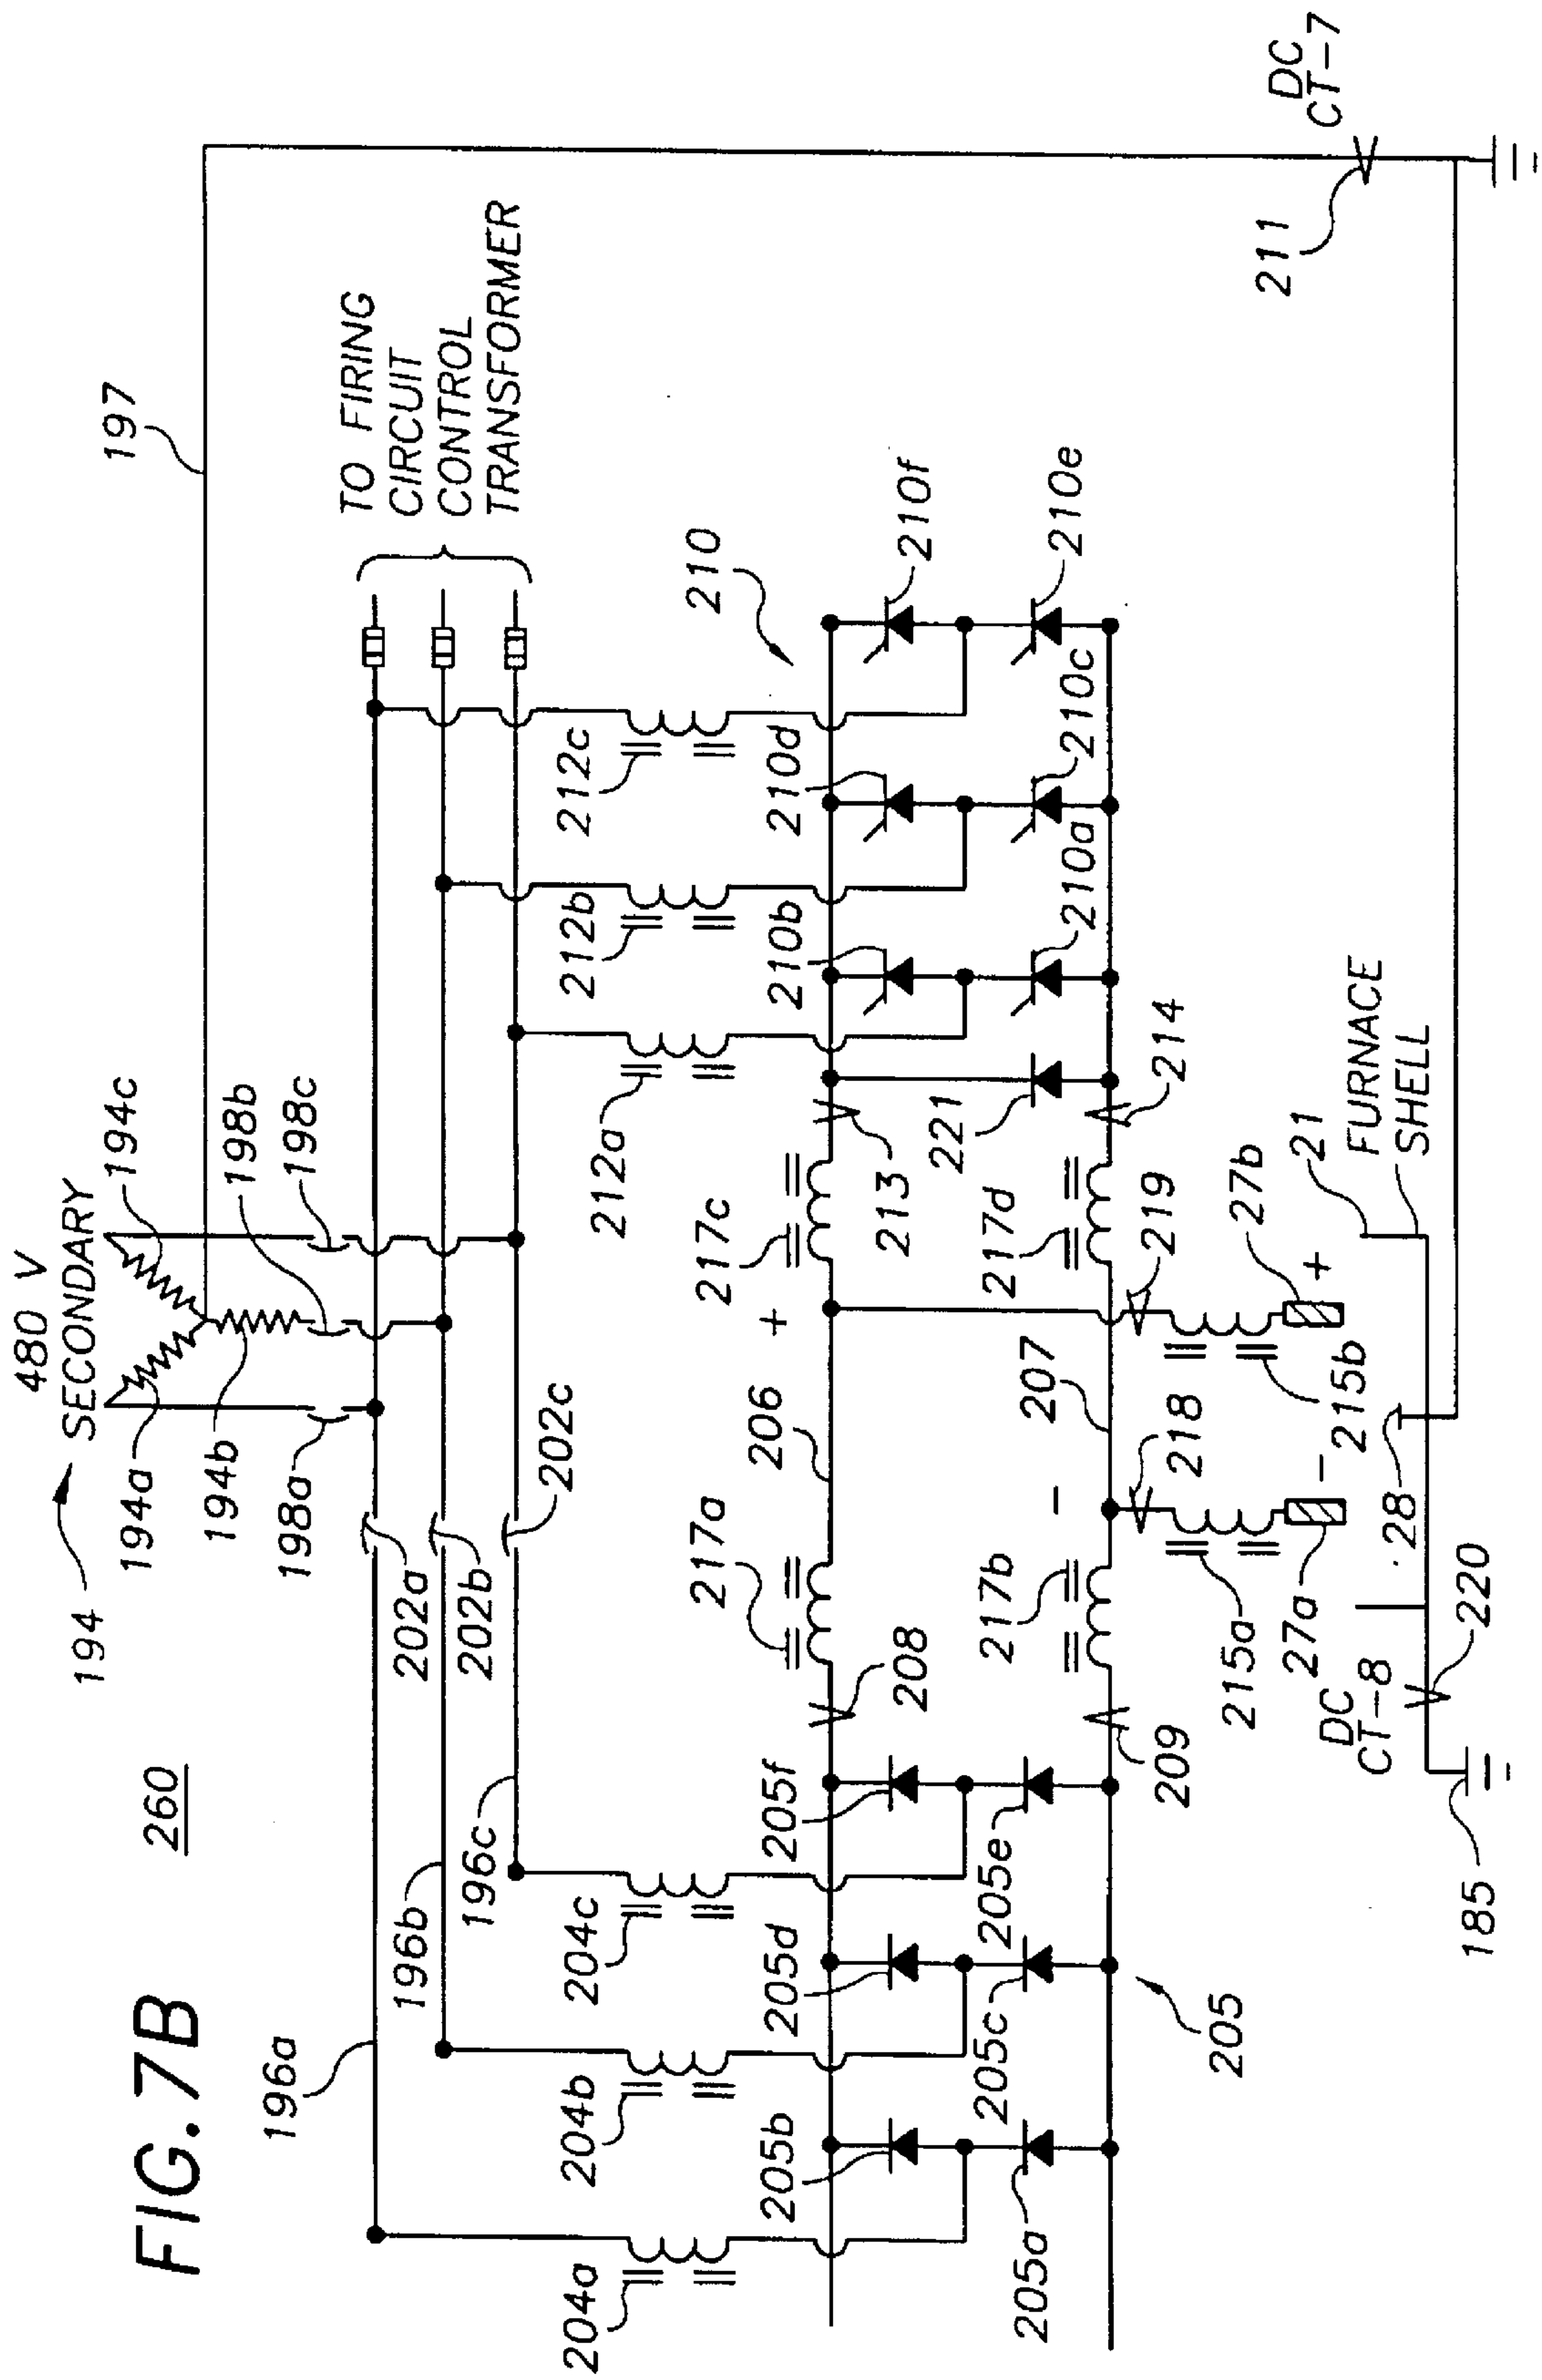 FIG.7B
260
480 V
SECONDARY
194
194a
194b
194c
198a
198b
198c
197
TO FIRING
CIRCUIT
CONTROL
TRANSFORMER
196a
196b
196c
202a
202b
202c
204a
204b
204c
212a
212b
212c
210
205b
205d
205f
208
217a
206
+
217c
213
210b
210d
210f
205a
205c
205e
209
217b
−
207
217d
221
214
210a
210c
210e
205
215a
218
219
215b
27a
−
27b
+
21
FURNACE
SHELL
28
DC
CT-8
220
185
211
DC
CT-7